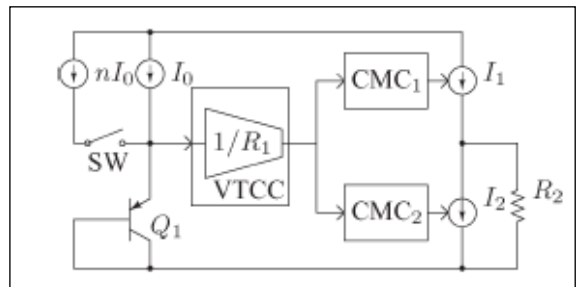 nI₀
I₀
CMC₁
I₁
1/R₁
SW
VTCC
Q₁
CMC₂
I₂
R₂